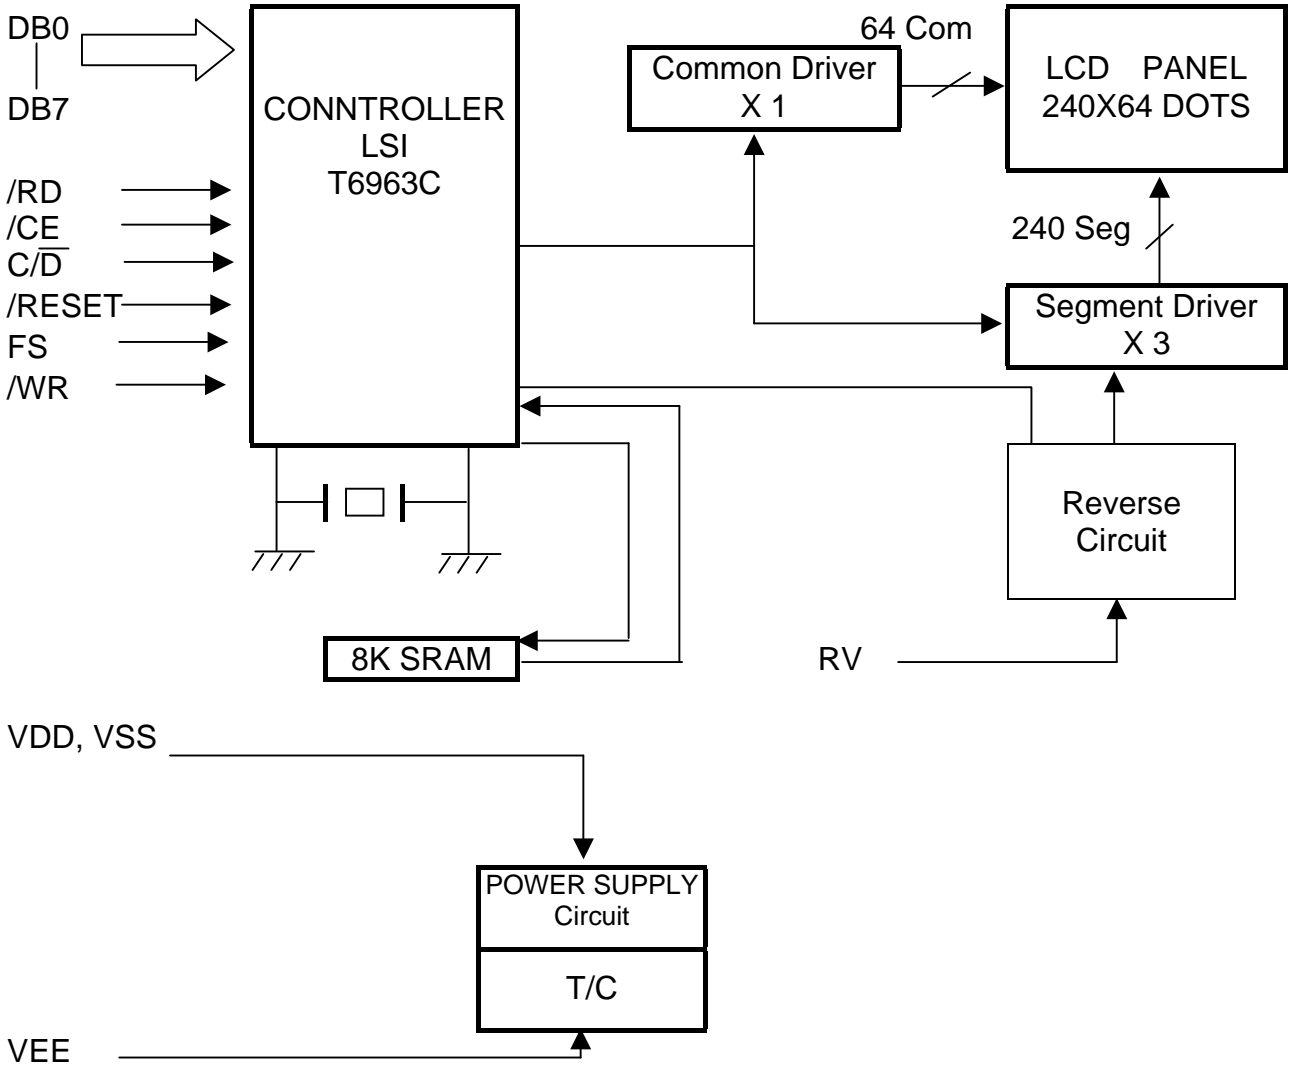 DB0
DB7
/RD
/CE
C/D̅
/RESET
FS
/WR
CONNTROLLER
LSI
T6963C
64 Com
Common Driver
X 1
LCD PANEL
240X64 DOTS
240 Seg
Segment Driver
X 3
Reverse
Circuit
8K SRAM
RV
VDD, VSS
POWER SUPPLY
Circuit
T/C
VEE